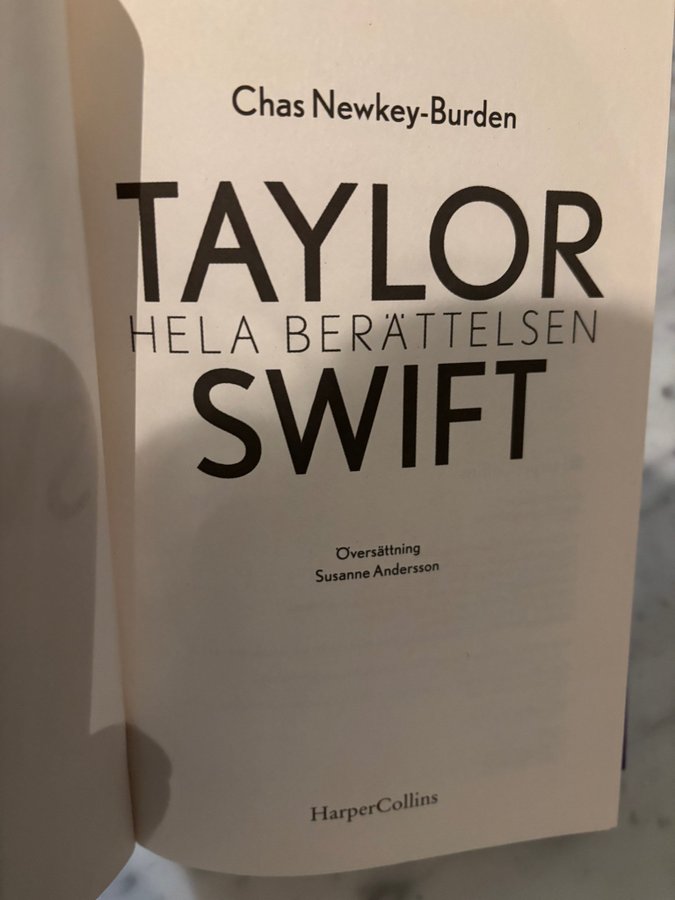 Chas Newkey-Burden
TAYLOR
HELA BERÄTTELSEN
SWIFT
Översättning
Susanne Andersson
HarperCollins